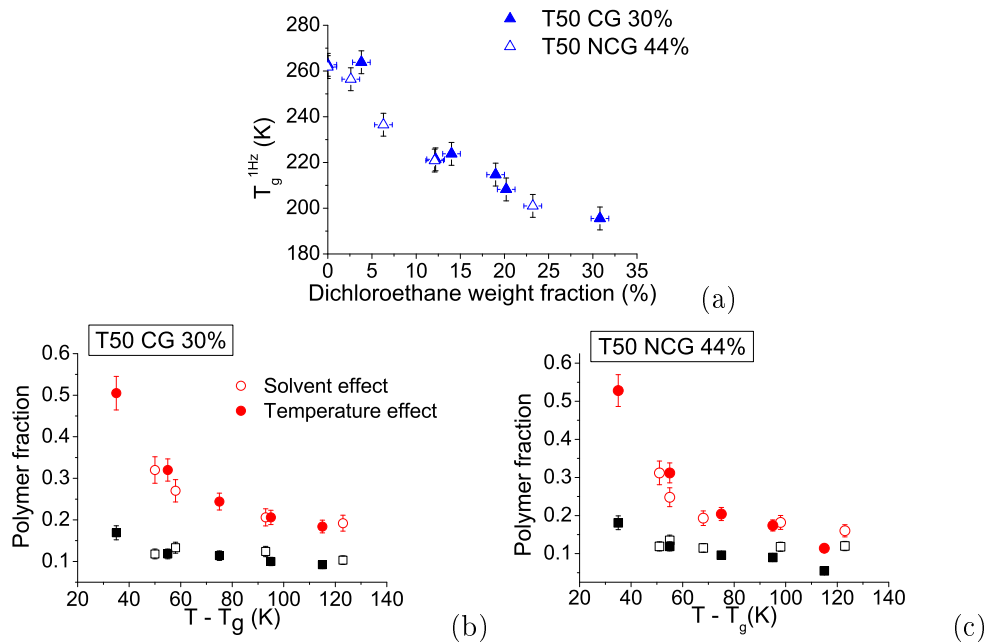 T50 CG 30%
T50 NCG 44%
280
260
240
220
200
180
T_g^1Hz (K)
0 5 10 15 20 25 30 35
Dichloroethane weight fraction (%)
(a)
T50 CG 30%
0.6
0.5
0.4
0.3
0.2
0.1
Polymer fraction
Solvent effect
Temperature effect
20 40 60 80 100 120 140
T - Tg (K)
(b)
T50 NCG 44%
0.6
0.5
0.4
0.3
0.2
0.1
Polymer fraction
20 40 60 80 100 120 140
T - T_g(K)
(c)